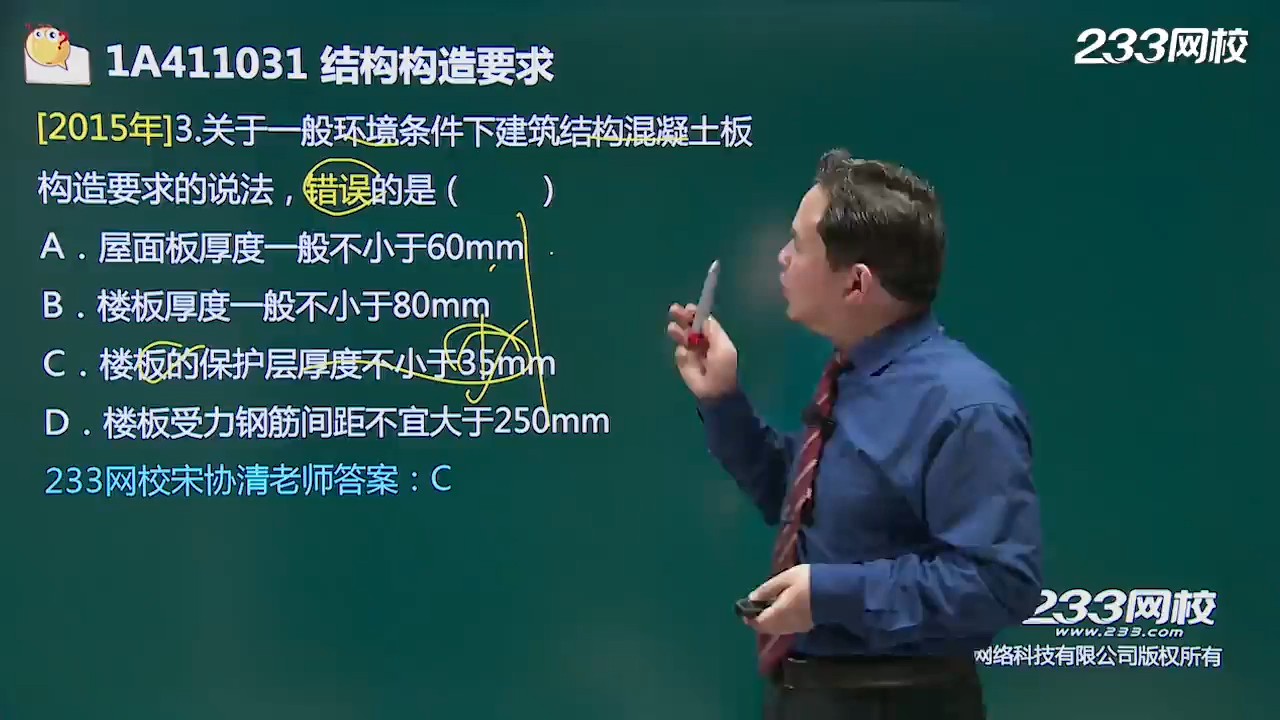 1A411031 结构构造要求
233网校
[2015年]3.关于一般环境条件下建筑结构混凝土板
构造要求的说法，错误的是（　　）
A．屋面板厚度一般不小于60mm
B．楼板厚度一般不小于80mm
C．楼板的保护层厚度不小于35mm
D．楼板受力钢筋间距不宜大于250mm
233网校宋协清老师答案：C
233网校
www.233.com
网络科技有限公司版权所有